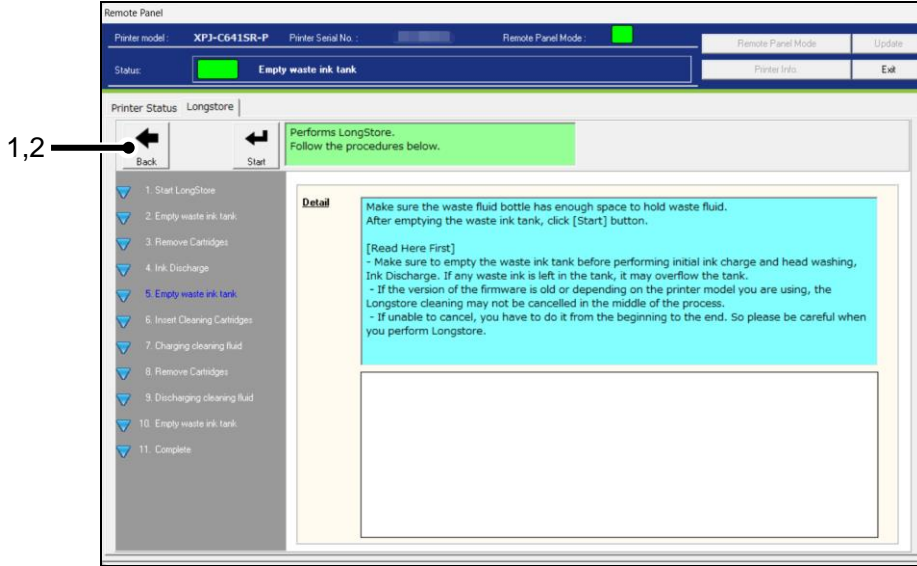 Remote Panel
Printer model : XPJ-C641SR-P Printer Serial No. : Remote Panel Mode :
Remote Panel Mode Update
Status: Empty waste ink tank
Printer Info. Exit
Printer Status Longstore
1,2
Back Start
Performs LongStore.
Follow the procedures below.
1. Start LongStore
2. Empty waste ink tank
3. Remove Cartridges
4. Ink Discharge
5. Empty waste ink tank
6. Insert Cleaning Cartridges
7. Charging cleaning fluid
8. Remove Cartridges
9. Discharging cleaning fluid
10. Empty waste ink tank
11. Complete
Detail
Make sure the waste fluid bottle has enough space to hold waste fluid.
After emptying the waste ink tank, click [Start] button.
[Read Here First]
- Make sure to empty the waste ink tank before performing initial ink charge and head washing,
Ink Discharge. If any waste ink is left in the tank, it may overflow the tank.
- If the version of the firmware is old or depending on the printer model you are using, the
Longstore cleaning may not be cancelled in the middle of the process.
- If unable to cancel, you have to do it from the beginning to the end. So please be careful when
you perform Longstore.